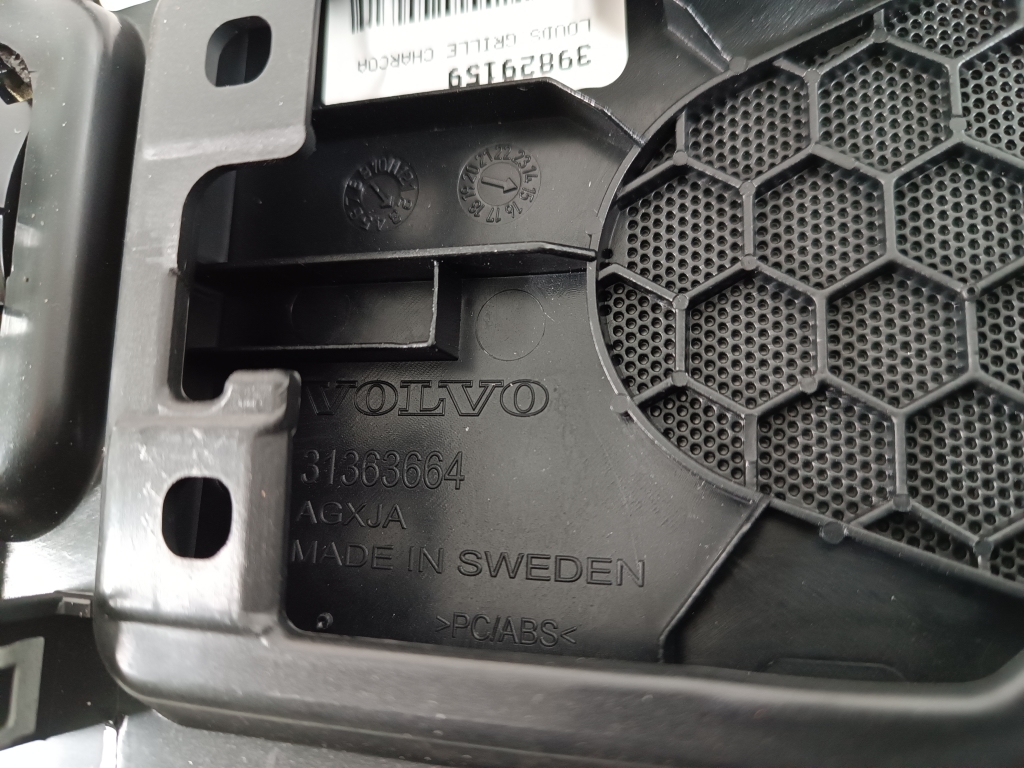 LOUDS GRILLE CHARCOA
39829159
VOLVO
31363664
AGXJA
MADE IN SWEDEN
>PC/ABS<